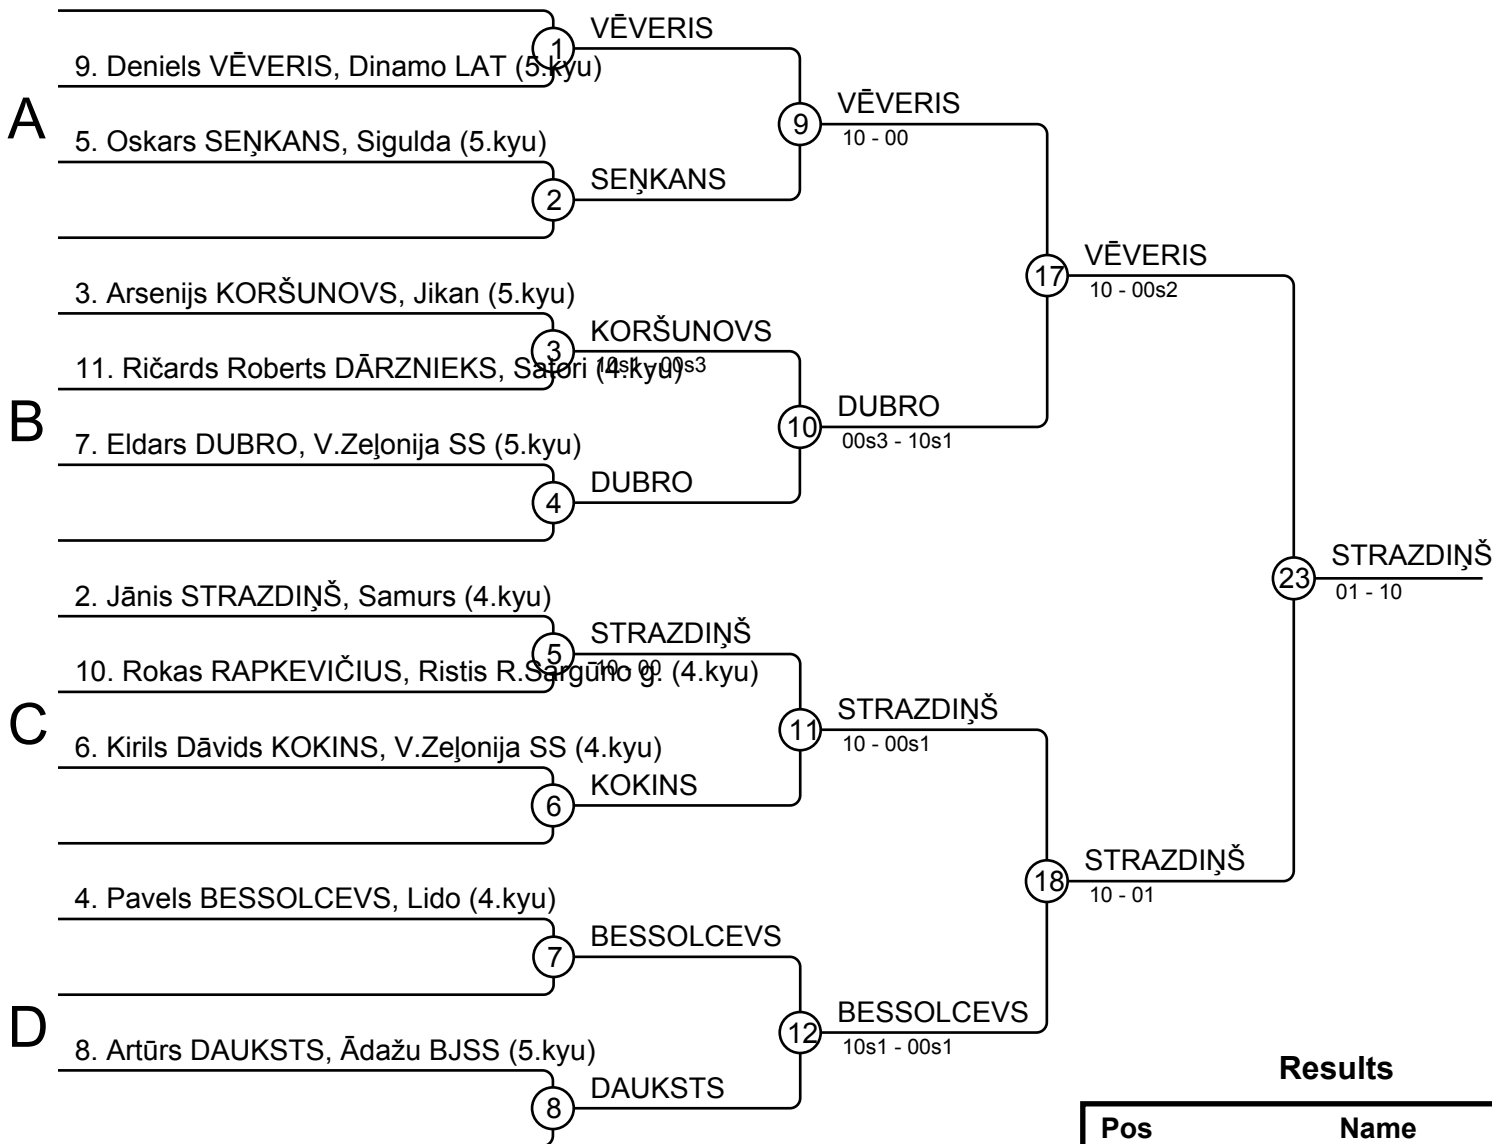 VĒVERIS
1
9. Deniels VĒVERIS, Dinamo LAT (5.kyu)
A
VĒVERIS
9
10 - 00
5. Oskars SEŅKANS, Sigulda (5.kyu)
SEŅKANS
2
3. Arsenijs KORŠUNOVS, Jikan (5.kyu)
VĒVERIS
17
10 - 00s2
KORŠUNOVS
3
10s1 - 00s3
11. Ričards Roberts DĀRZNIEKS, Satori (4.kyu)
B
DUBRO
10
00s3 - 10s1
7. Eldars DUBRO, V.Zeļonija SS (5.kyu)
DUBRO
4
STRAZDIŅŠ
23
01 - 10
2. Jānis STRAZDIŅŠ, Samurs (4.kyu)
STRAZDIŅŠ
5
10 - 00
10. Rokas RAPKEVIČIUS, Ristis R.Sargūno g. (4.kyu)
C
STRAZDIŅŠ
11
10 - 00s1
6. Kirils Dāvids KOKINS, V.Zeļonija SS (4.kyu)
KOKINS
6
STRAZDIŅŠ
18
10 - 01
4. Pavels BESSOLCEVS, Lido (4.kyu)
BESSOLCEVS
7
D
BESSOLCEVS
12
10s1 - 00s1
8. Artūrs DAUKSTS, Ādažu BJSS (5.kyu)
DAUKSTS
8
Results
Pos Name